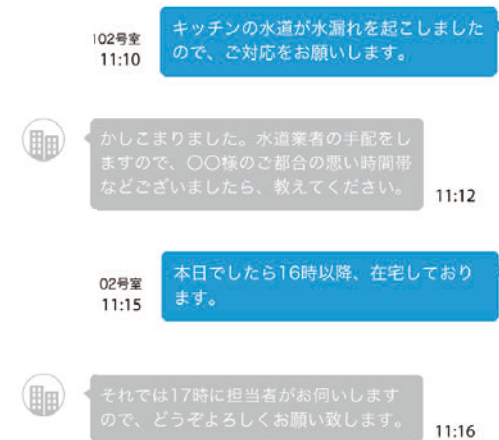 キッチンの水道が水漏れを起こしました
ので、ご対応をお願いします。
102号室
11:10
かしこまりました。水道業者の手配をし
ますので、〇〇様のご都合の悪い時間帯
などございましたら、教えてください。
11:12
本日でしたら16時以降、在宅しており
ます。
02号室
11:15
それでは17時に担当者がお伺いします
ので、どうぞよろしくお願い致します。
11:16